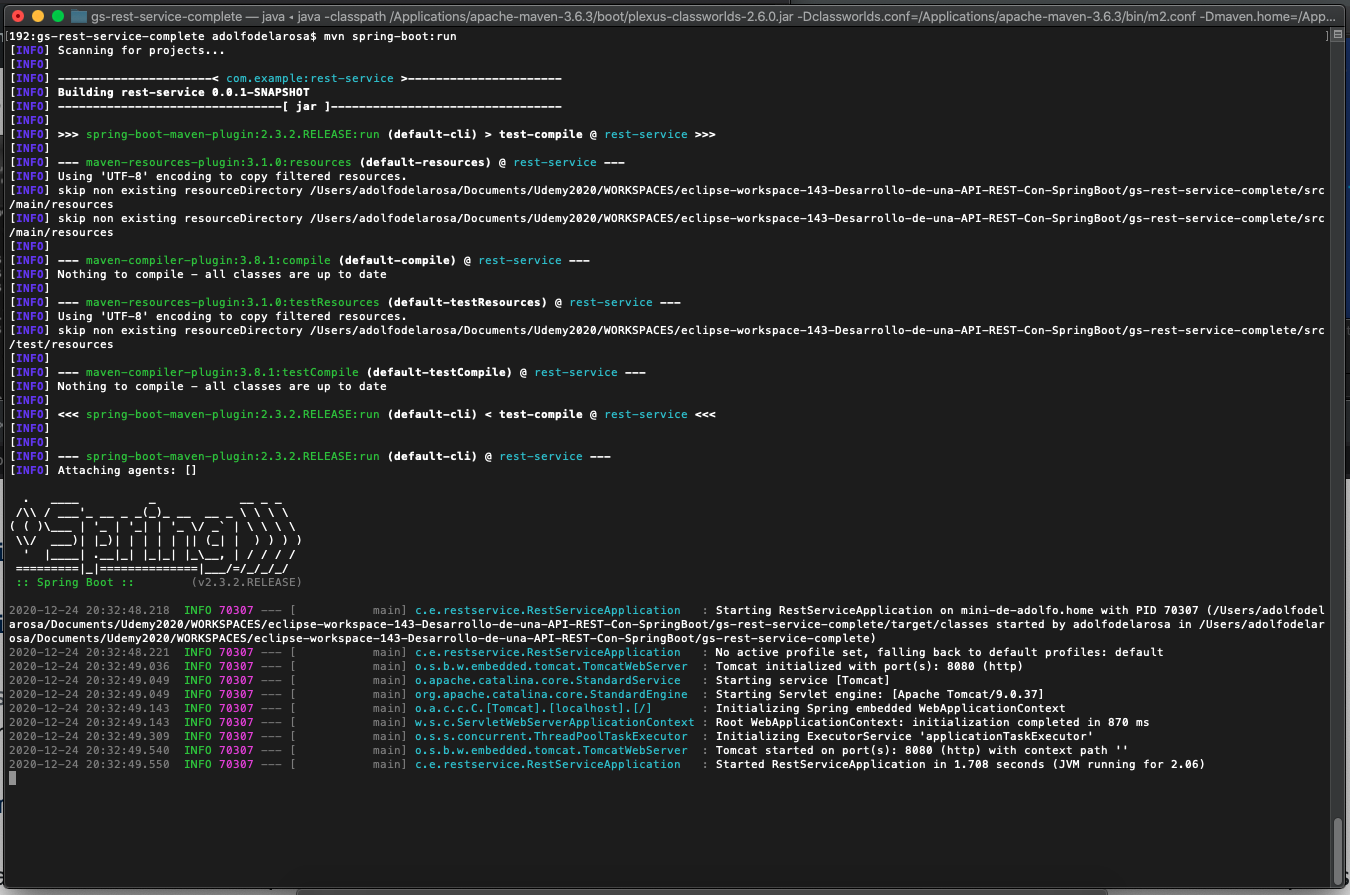 gs-rest-service-complete — java ◂ java -classpath /Applications/apache-maven-3.6.3/boot/plexus-classworlds-2.6.0.jar -Dclassworlds.conf=/Applications/apache-maven-3.6.3/bin/m2.conf -Dmaven.home=/App...
192:gs-rest-service-complete adolfodelarosa$ mvn spring-boot:run
[INFO] Scanning for projects...
[INFO]
[INFO] ----------------------< com.example:rest-service >----------------------
[INFO] Building rest-service 0.0.1-SNAPSHOT
[INFO] --------------------------------[ jar ]---------------------------------
[INFO]
[INFO] >>> spring-boot-maven-plugin:2.3.2.RELEASE:run (default-cli) > test-compile @ rest-service >>>
[INFO]
[INFO] --- maven-resources-plugin:3.1.0:resources (default-resources) @ rest-service ---
[INFO] Using 'UTF-8' encoding to copy filtered resources.
[INFO] skip non existing resourceDirectory /Users/adolfodelarosa/Documents/Udemy2020/WORKSPACES/eclipse-workspace-143-Desarrollo-de-una-API-REST-Con-SpringBoot/gs-rest-service-complete/src
/main/resources
[INFO] skip non existing resourceDirectory /Users/adolfodelarosa/Documents/Udemy2020/WORKSPACES/eclipse-workspace-143-Desarrollo-de-una-API-REST-Con-SpringBoot/gs-rest-service-complete/src
/main/resources
[INFO]
[INFO] --- maven-compiler-plugin:3.8.1:compile (default-compile) @ rest-service ---
[INFO] Nothing to compile - all classes are up to date
[INFO]
[INFO] --- maven-resources-plugin:3.1.0:testResources (default-testResources) @ rest-service ---
[INFO] Using 'UTF-8' encoding to copy filtered resources.
[INFO] skip non existing resourceDirectory /Users/adolfodelarosa/Documents/Udemy2020/WORKSPACES/eclipse-workspace-143-Desarrollo-de-una-API-REST-Con-SpringBoot/gs-rest-service-complete/src
/test/resources
[INFO]
[INFO] --- maven-compiler-plugin:3.8.1:testCompile (default-testCompile) @ rest-service ---
[INFO] Nothing to compile - all classes are up to date
[INFO]
[INFO] <<< spring-boot-maven-plugin:2.3.2.RELEASE:run (default-cli) < test-compile @ rest-service <<<
[INFO]
[INFO]
[INFO] --- spring-boot-maven-plugin:2.3.2.RELEASE:run (default-cli) @ rest-service ---
[INFO] Attaching agents: []
  .   ____          _            __ _ _
 /\\ / ___'_ __ _ _(_)_ __  __ _ \ \ \ \
( ( )\___ | '_ | '_| | '_ \/ _` | \ \ \ \
 \\/  ___)| |_)| | | | | || (_| |  ) ) ) )
  '  |____| .__|_| |_|_| |_\__, | / / / /
 =========|_|==============|___/=/_/_/_/
 :: Spring Boot ::        (v2.3.2.RELEASE)
2020-12-24 20:32:48.218  INFO 70307 --- [           main] c.e.restservice.RestServiceApplication   : Starting RestServiceApplication on mini-de-adolfo.home with PID 70307 (/Users/adolfodel
arosa/Documents/Udemy2020/WORKSPACES/eclipse-workspace-143-Desarrollo-de-una-API-REST-Con-SpringBoot/gs-rest-service-complete/target/classes started by adolfodelarosa in /Users/adolfodelar
osa/Documents/Udemy2020/WORKSPACES/eclipse-workspace-143-Desarrollo-de-una-API-REST-Con-SpringBoot/gs-rest-service-complete)
2020-12-24 20:32:48.221  INFO 70307 --- [           main] c.e.restservice.RestServiceApplication   : No active profile set, falling back to default profiles: default
2020-12-24 20:32:49.036  INFO 70307 --- [           main] o.s.b.w.embedded.tomcat.TomcatWebServer  : Tomcat initialized with port(s): 8080 (http)
2020-12-24 20:32:49.049  INFO 70307 --- [           main] o.apache.catalina.core.StandardService   : Starting service [Tomcat]
2020-12-24 20:32:49.049  INFO 70307 --- [           main] org.apache.catalina.core.StandardEngine  : Starting Servlet engine: [Apache Tomcat/9.0.37]
2020-12-24 20:32:49.143  INFO 70307 --- [           main] o.a.c.c.C.[Tomcat].[localhost].[/]       : Initializing Spring embedded WebApplicationContext
2020-12-24 20:32:49.143  INFO 70307 --- [           main] w.s.c.ServletWebServerApplicationContext : Root WebApplicationContext: initialization completed in 870 ms
2020-12-24 20:32:49.309  INFO 70307 --- [           main] o.s.s.concurrent.ThreadPoolTaskExecutor  : Initializing ExecutorService 'applicationTaskExecutor'
2020-12-24 20:32:49.540  INFO 70307 --- [           main] o.s.b.w.embedded.tomcat.TomcatWebServer  : Tomcat started on port(s): 8080 (http) with context path ''
2020-12-24 20:32:49.550  INFO 70307 --- [           main] c.e.restservice.RestServiceApplication   : Started RestServiceApplication in 1.708 seconds (JVM running for 2.06)